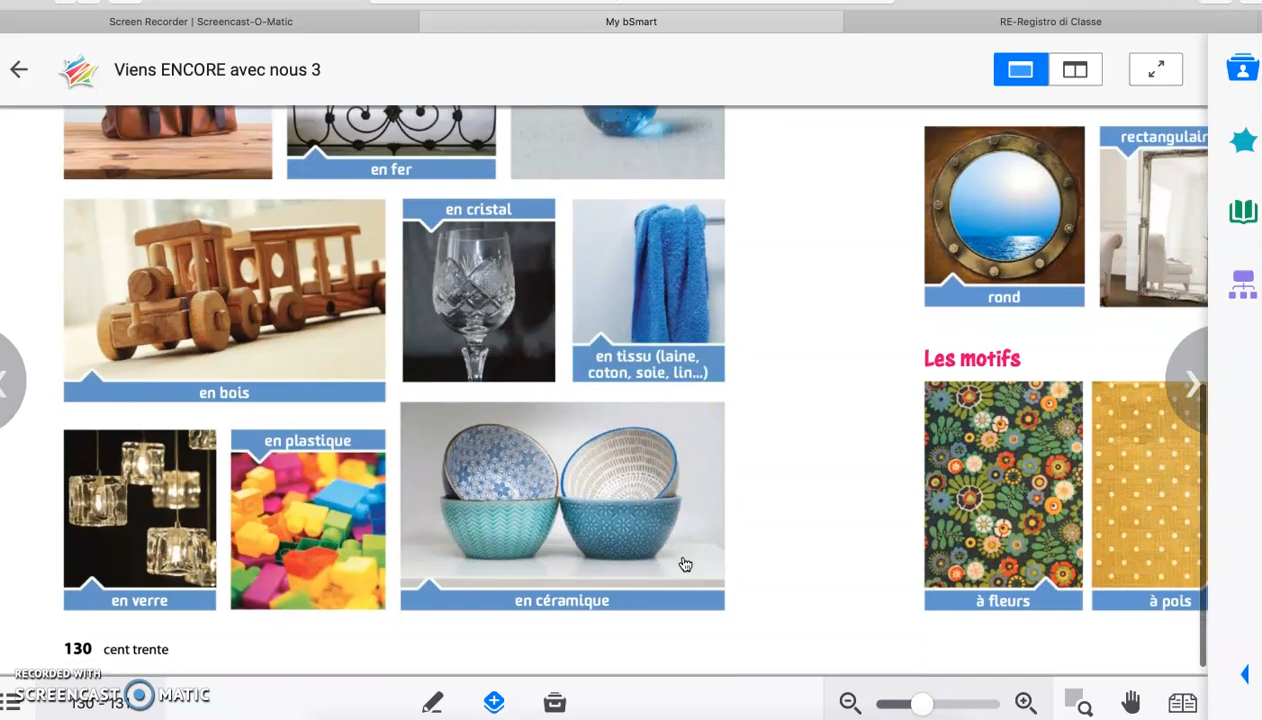 Screen Recorder | Screencast-O-Matic
My bSmart
RE-Registro di Classe
Viens ENCORE avec nous 3
en fer
en cristal
en tissu (laine,
coton, soie, lin...)
en bois
en plastique
en verre
en céramique
130 cent trente
rectangulair
rond
Les motifs
à fleurs
à pois
RECORDED WITH
SCREENCAST MATIC
130 - 131